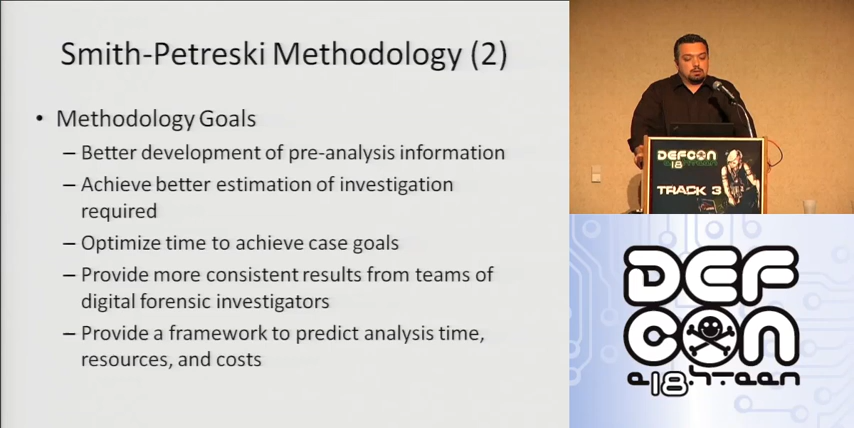 Smith-Petreski Methodology (2)
• Methodology Goals
– Better development of pre-analysis information
– Achieve better estimation of investigation
required
– Optimize time to achieve case goals
– Provide more consistent results from teams of
digital forensic investigators
– Provide a framework to predict analysis time,
resources, and costs
DEFCON
18
TRACK 3
DEF
CON
e18hteen